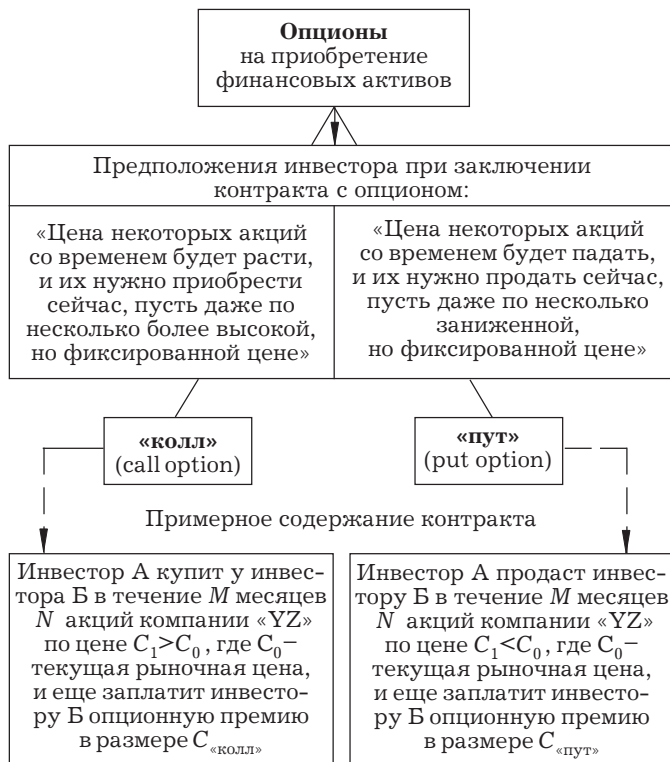 Опционы
на приобретение
финансовых активов
Предположения инвестора при заключении
контракта с опционом:
«Цена некоторых акций
со временем будет расти,
и их нужно приобрести
сейчас, пусть даже по
несколько более высокой,
но фиксированной цене»
«Цена некоторых акций
со временем будет падать,
и их нужно продать сейчас,
пусть даже по несколько
заниженной,
но фиксированной цене»
«колл»
(call option)
«пут»
(put option)
Примерное содержание контракта
Инвестор А купит у инвес–
тора Б в течение M месяцев
N акций компании «YZ»
по цене C₁>C₀, где C₀–
текущая рыночная цена,
и еще заплатит инвесто–
ру Б опционную премию
в размере C«колл»
Инвестор А продаст инвес–
тору Б в течение M месяцев
N акций компании «YZ»
по цене C₁<C₀, где C₀–
текущая рыночная цена,
и еще заплатит инвесто–
ру Б опционную премию
в размере C«пут»